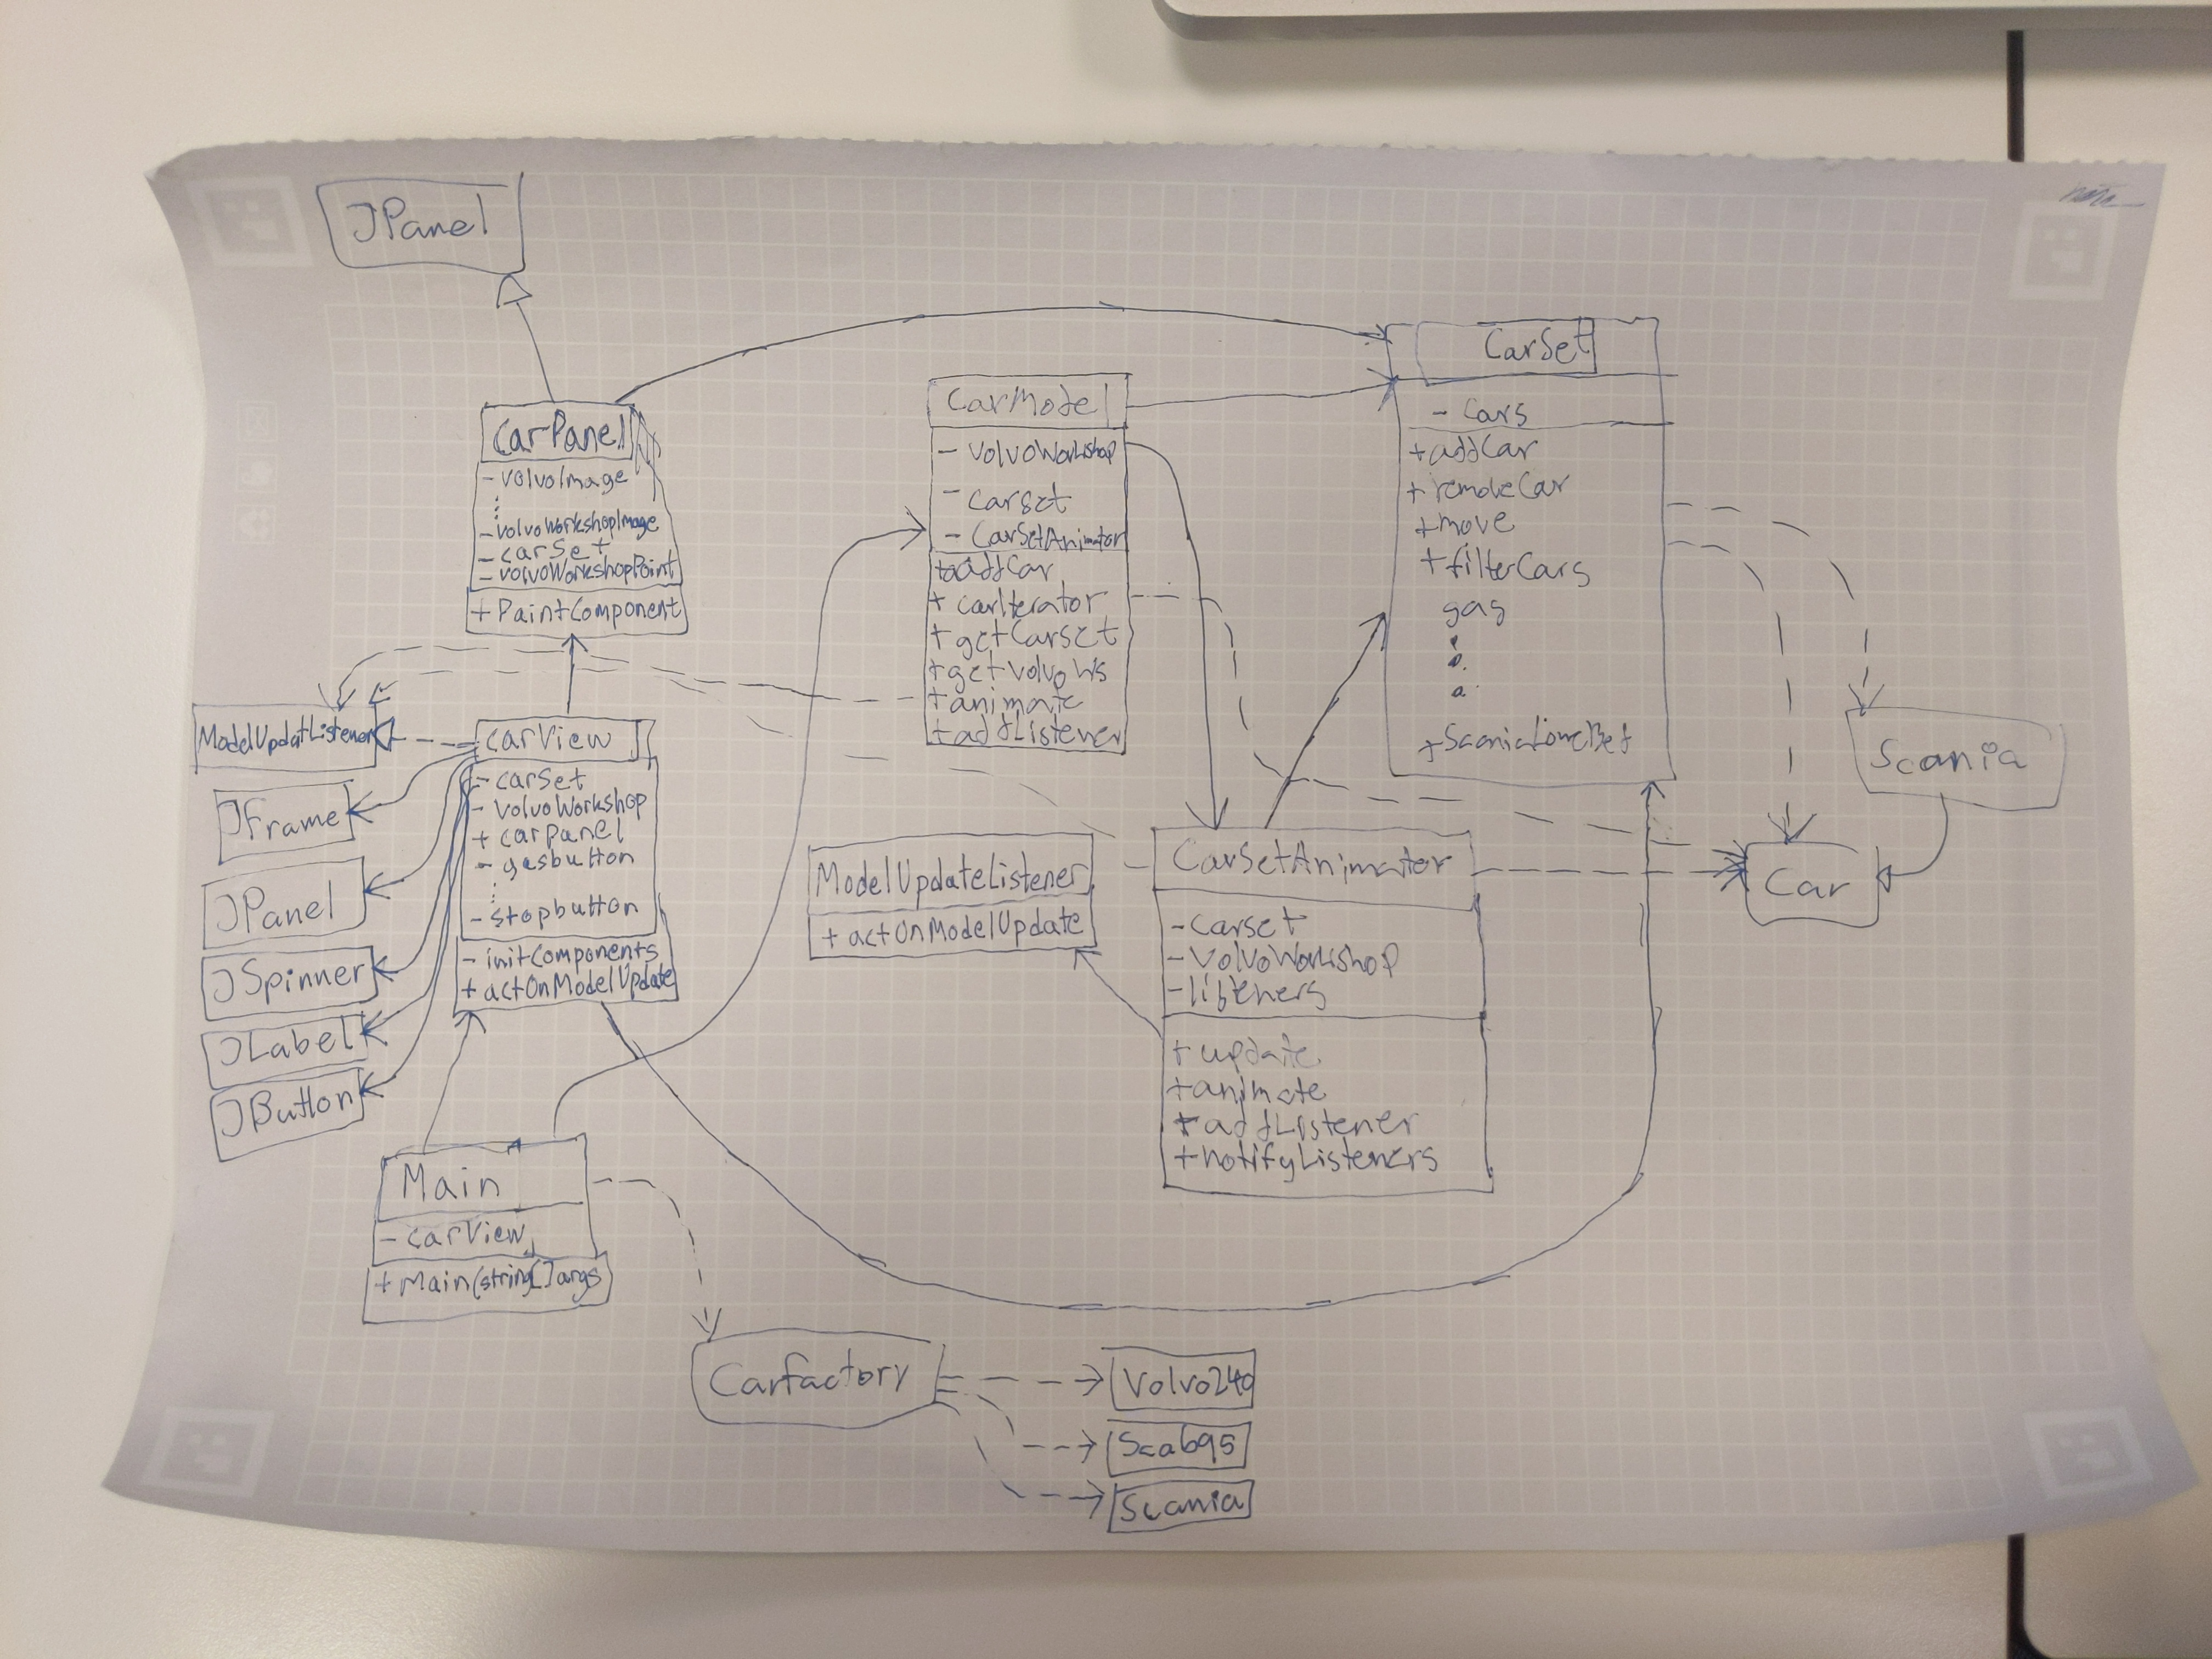 JPanel
CarPanel
- volvoImage
- volvoWorkshopImage
- carSet
- volvoWorkshopPoint
+ PaintComponent
CarModel
- volvoWorkshop
- carset
- CarSetAnimator
+ addCar
+ carIterator
+ getCarset
+ getvolvoWs
+ animate
+ addListener
CarSet
- cars
+ addCar
+ removeCar
+ move
+ filterCars
gas
ModelUpdatListener
JFrame
JPanel
JSpinner
JLabel
JButton
carView
- carSet
- volvoWorkshop
+ carpanel
- gasbutton
- stopbutton
- initComponents
+ actOnModelUpdate
ModelUpdateListener
+ actOnModelUpdate
CarSetAnimator
- carset
- volvoWorkshop
- listeners
+ update
+ animate
+ addListener
+ notifyListeners
Scania
Car
Main
- carView
+ Main(string[]args
Carfactory
Volvo240
Scab95
Scania